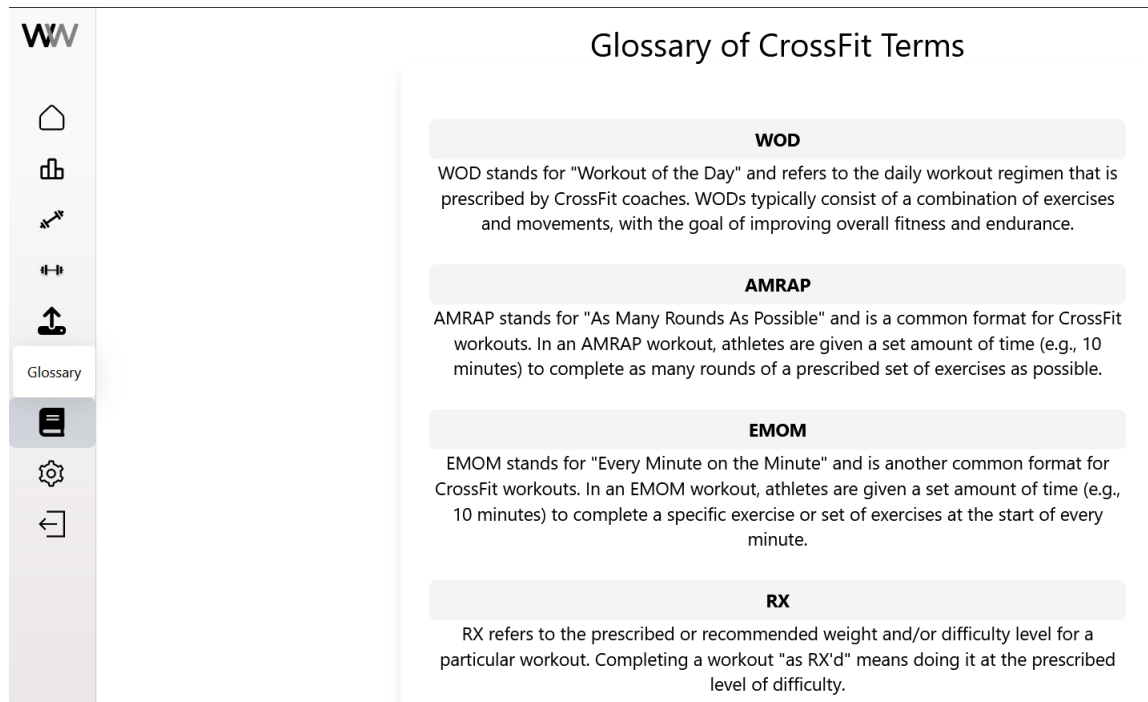 WW
Glossary of CrossFit Terms
WOD
WOD stands for "Workout of the Day" and refers to the daily workout regimen that is
prescribed by CrossFit coaches. WODs typically consist of a combination of exercises
and movements, with the goal of improving overall fitness and endurance.
AMRAP
AMRAP stands for "As Many Rounds As Possible" and is a common format for CrossFit
workouts. In an AMRAP workout, athletes are given a set amount of time (e.g., 10
minutes) to complete as many rounds of a prescribed set of exercises as possible.
Glossary
EMOM
EMOM stands for "Every Minute on the Minute" and is another common format for
CrossFit workouts. In an EMOM workout, athletes are given a set amount of time (e.g.,
10 minutes) to complete a specific exercise or set of exercises at the start of every
minute.
RX
RX refers to the prescribed or recommended weight and/or difficulty level for a
particular workout. Completing a workout "as RX'd" means doing it at the prescribed
level of difficulty.